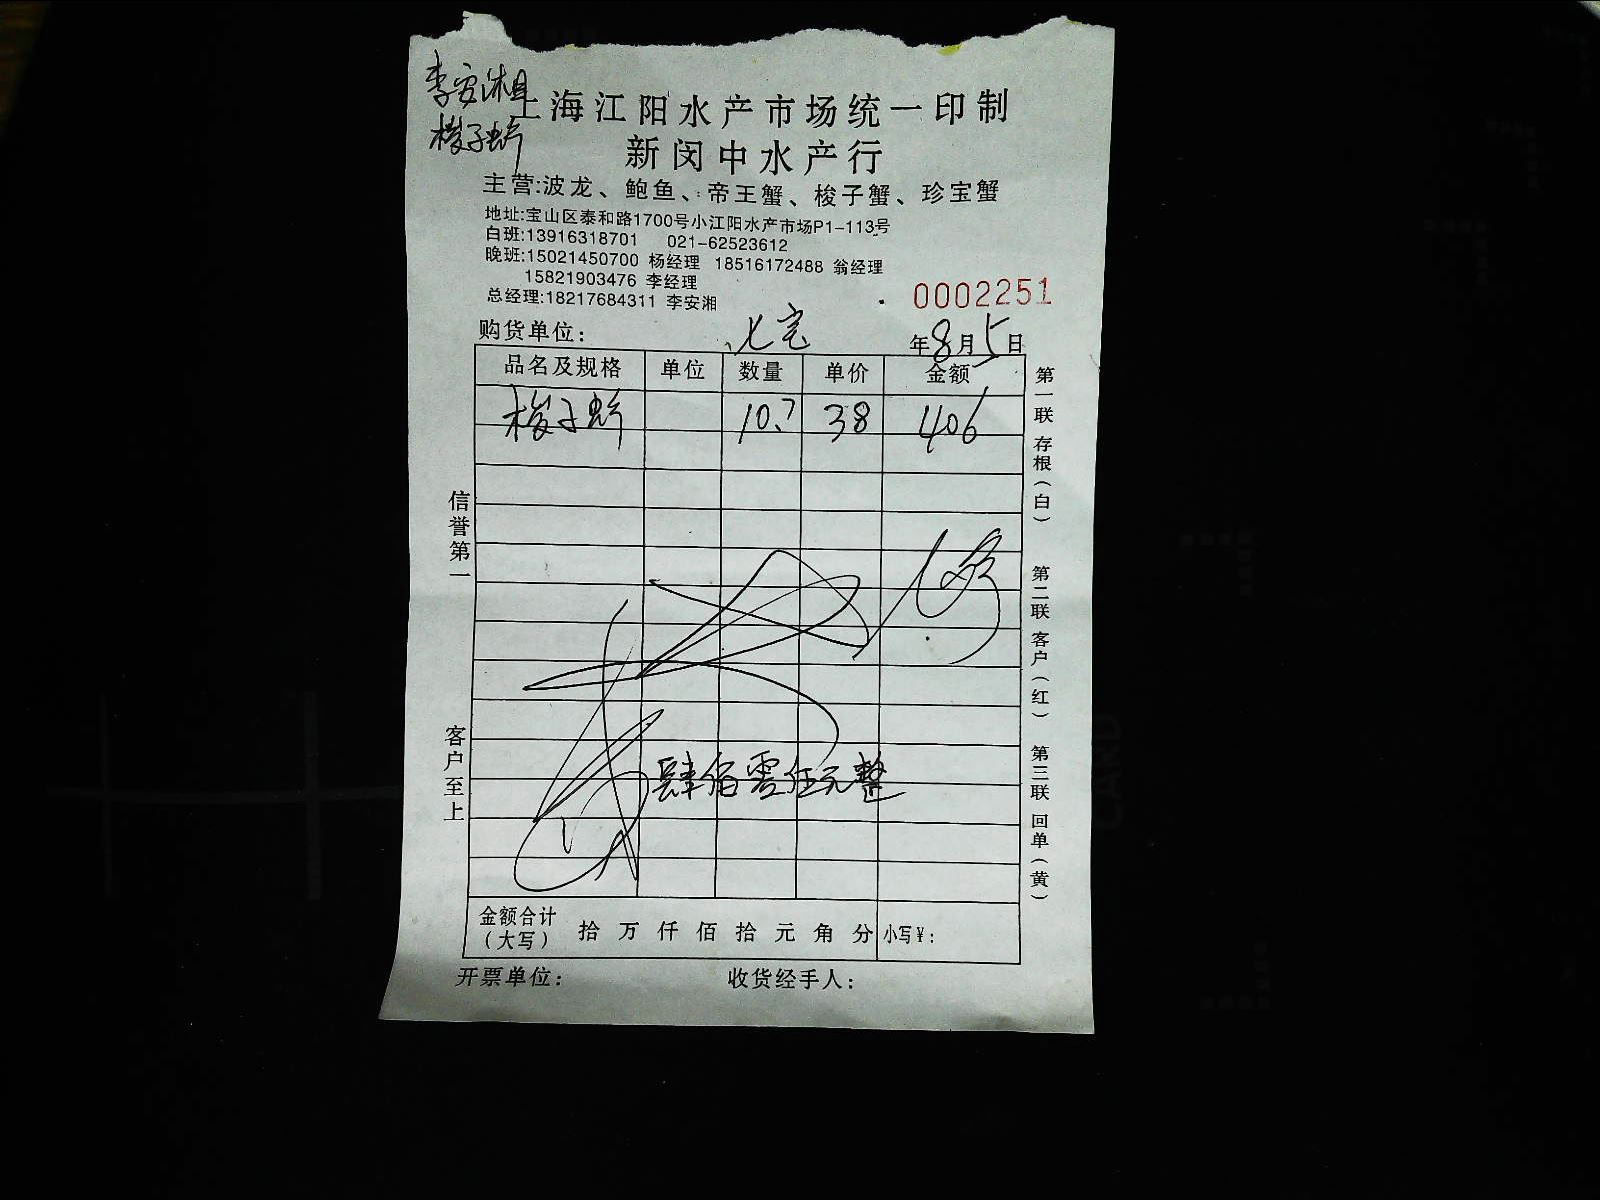 李安湘
梭子蟹
上海江阳水产市场统一印制
新闵中水产行
主营:波龙、鲍鱼、帝王蟹、梭子蟹、珍宝蟹
地址:宝山区泰和路1700号小江阳水产市场P1-113号
白班:13916318701 021-62523612
晚班:15021450700 杨经理 18516172488 翁经理
15821903476 李经理
总经理:18217684311 李安湘
0002251
购货单位: 七宝 年8月5日
品名及规格 单位 数量 单价 金额
梭子蟹 10.7 38 406
肆佰零 元整
金额合计
(大写) 拾 万 仟 佰 拾 元 角 分 小写¥:
开票单位: 收货经手人:
信誉第一
客户至上
第一联 存根(白)
第二联 客户(红)
第三联 回单(黄)